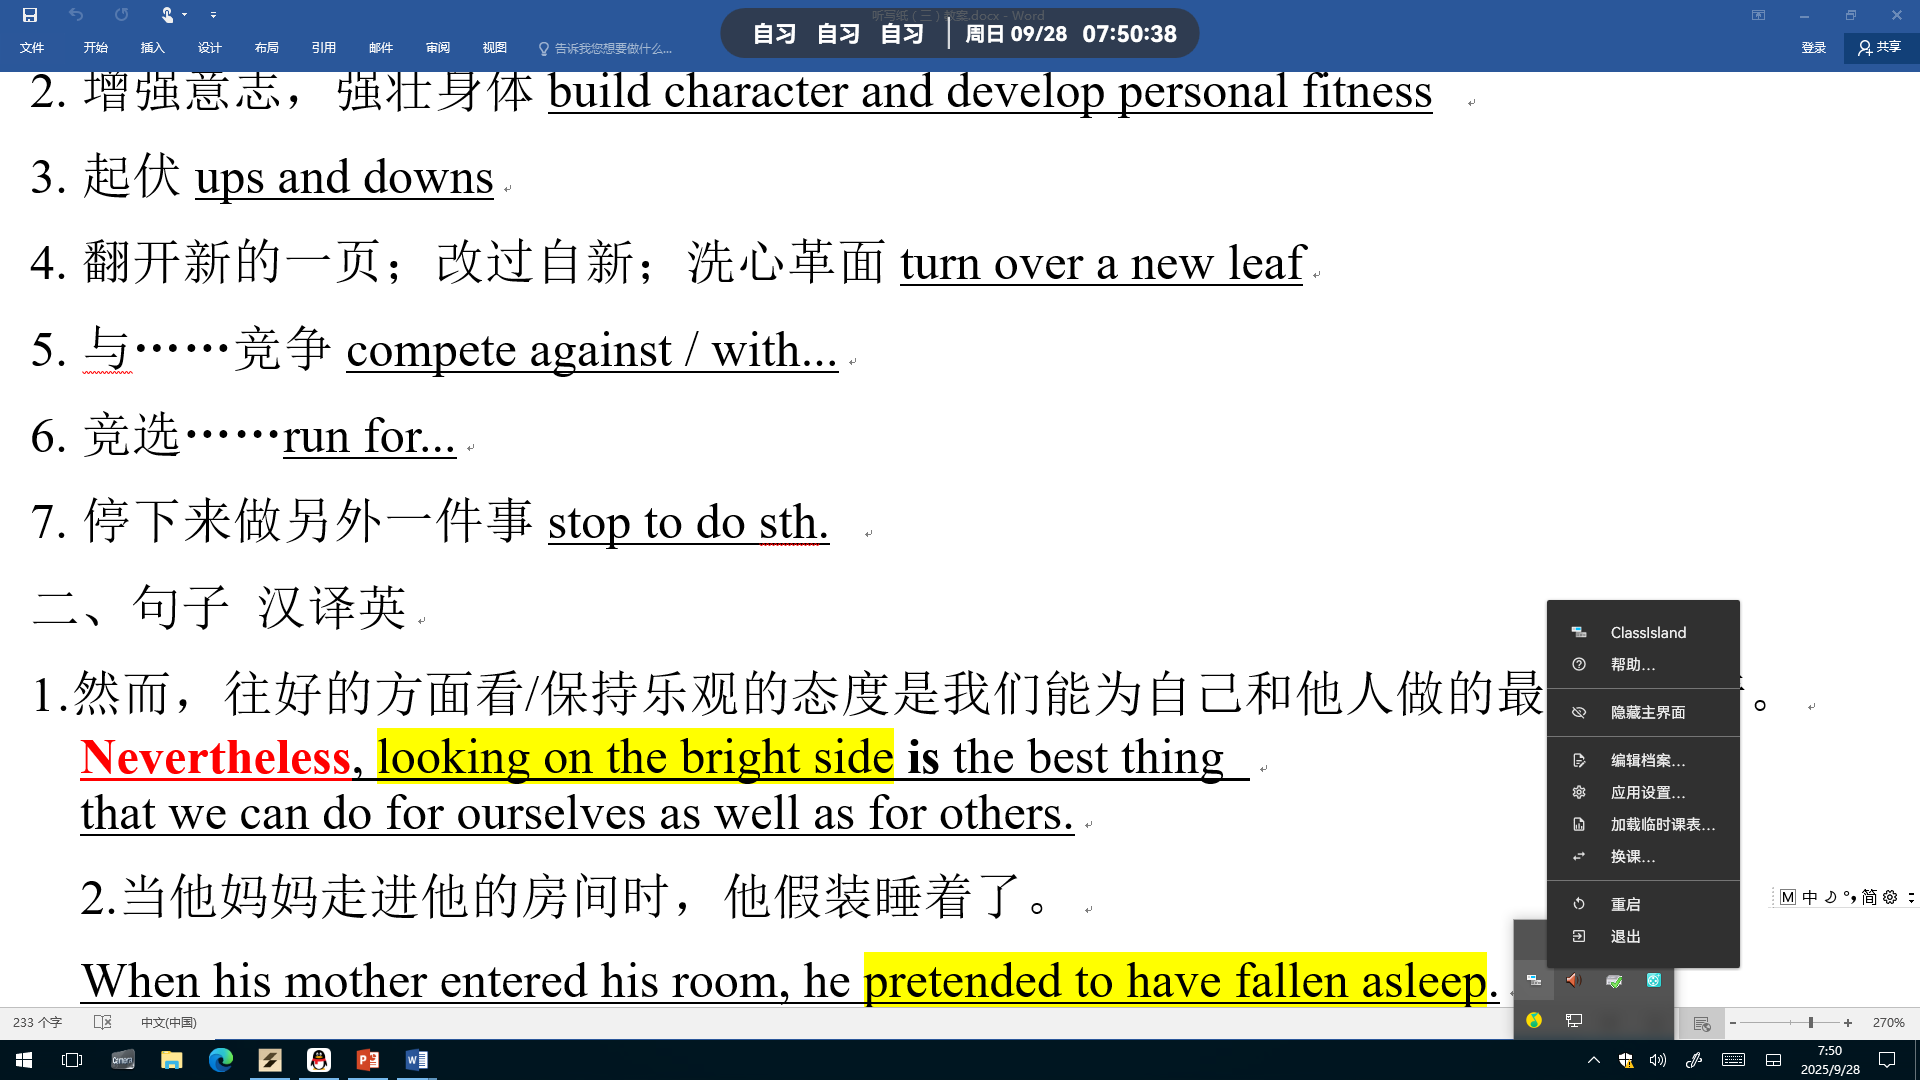 听写纸（三）教案.docx - Word
自习 自习 自习 周日 09/28 07:50:38
文件 开始 插入 设计 布局 引用 邮件 审阅 视图 告诉我您想要做什么... 登录 共享
2. 增强意志，强壮身体 build character and develop personal fitness
3. 起伏 ups and downs
4. 翻开新的一页；改过自新；洗心革面 turn over a new leaf
5. 与……竞争 compete against / with...
6. 竞选……run for...
7. 停下来做另外一件事 stop to do sth.
二、句子 汉译英
1.然而，往好的方面看/保持乐观的态度是我们能为自己和他人做的最 。
Nevertheless, looking on the bright side is the best thing
that we can do for ourselves as well as for others.
2.当他妈妈走进他的房间时，他假装睡着了。
When his mother entered his room, he pretended to have fallen asleep.
ClassIsland
帮助...
隐藏主界面
编辑档案...
应用设置...
加载临时课表...
换课...
重启
退出
M 中 简
233 个字 中文(中国) 270%
7:50
2025/9/28